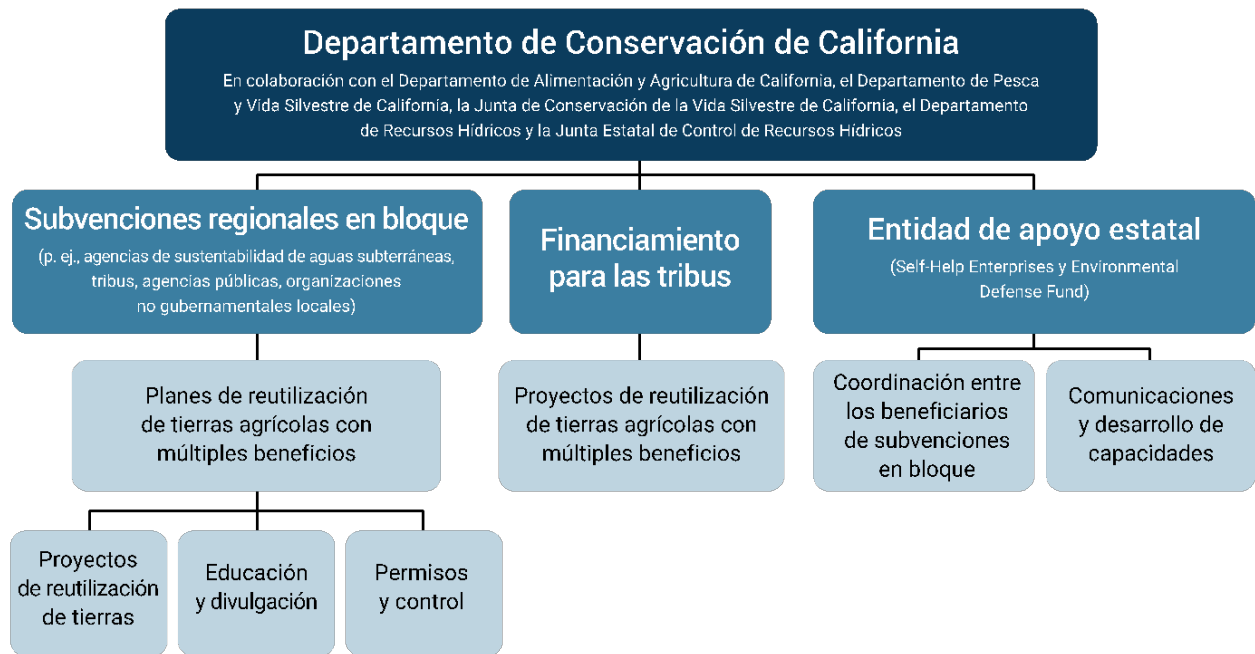 Departamento de Conservación de California
En colaboración con el Departamento de Alimentación y Agricultura de California, el Departamento de Pesca
y Vida Silvestre de California, la Junta de Conservación de la Vida Silvestre de California, el Departamento
de Recursos Hídricos y la Junta Estatal de Control de Recursos Hídricos
Subvenciones regionales en bloque
(p. ej., agencias de sustentabilidad de aguas subterráneas,
tribus, agencias públicas, organizaciones
no gubernamentales locales)
Financiamiento
para las tribus
Entidad de apoyo estatal
(Self-Help Enterprises y Environmental
Defense Fund)
Planes de reutilización
de tierras agrícolas con
múltiples beneficios
Proyectos de reutilización
de tierras agrícolas con
múltiples beneficios
Coordinación entre
los beneficiarios
de subvenciones
en bloque
Comunicaciones
y desarrollo de
capacidades
Proyectos
de reutilización
de tierras
Educación
y divulgación
Permisos
y control